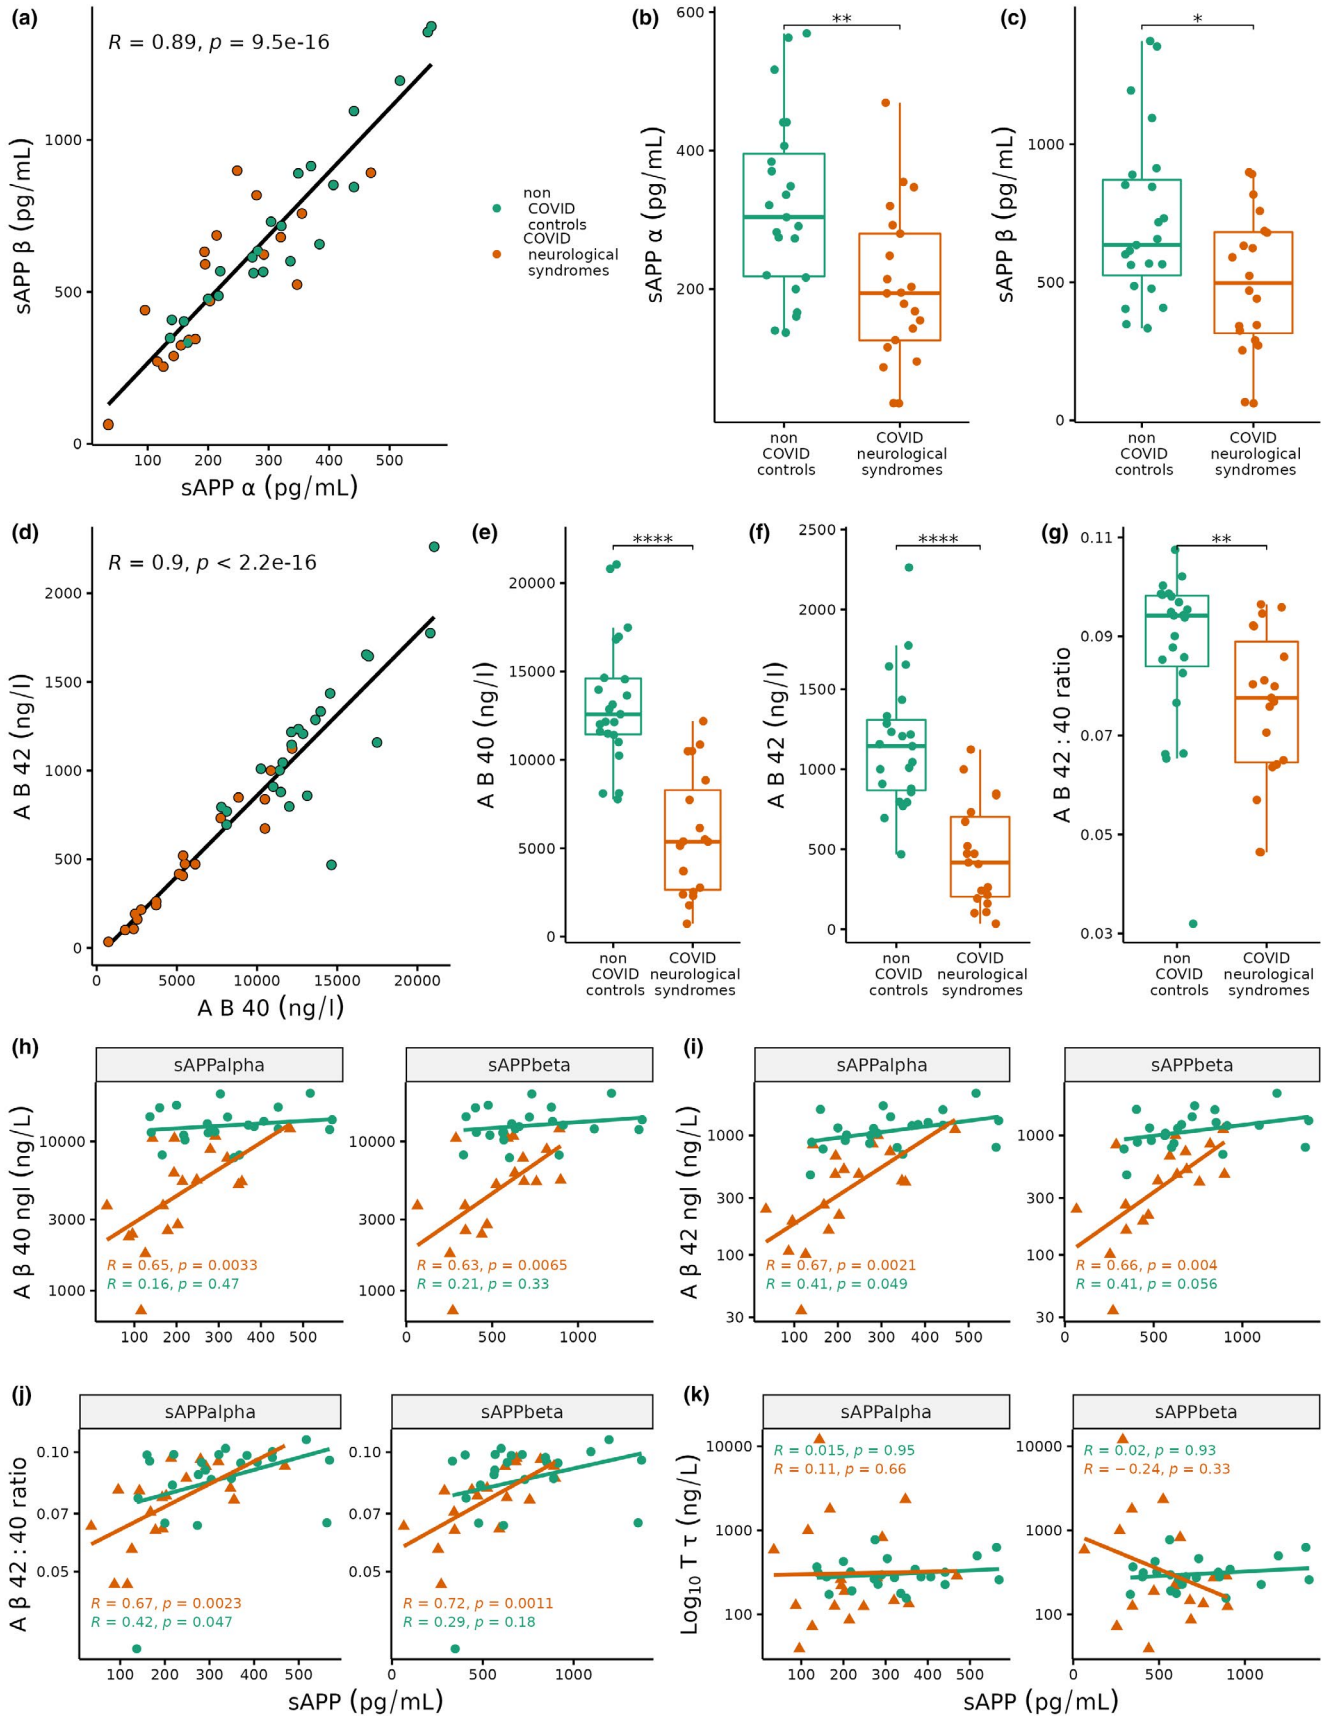 (a)
R = 0.89, p = 9.5e-16
sAPP β (pg/mL)
1000
500
0
100 200 300 400 500
sAPP α (pg/mL)
non
COVID
controls
COVID
neurological
syndromes
(b)
**
sAPP α (pg/mL)
600
400
200
non
COVID
controls
COVID
neurological
syndromes
(c)
*
sAPP β (pg/mL)
1000
500
0
non
COVID
controls
COVID
neurological
syndromes
(d)
R = 0.9, p < 2.2e-16
A B 42 (ng/l)
2000
1500
1000
500
0
0 5000 10000 15000 20000
A B 40 (ng/l)
(e)
****
A B 40 (ng/l)
20000
15000
10000
5000
0
non
COVID
controls
COVID
neurological
syndromes
(f)
****
A B 42 (ng/l)
2500
2000
1500
1000
500
0
non
COVID
controls
COVID
neurological
syndromes
(g)
**
A B 42 : 40 ratio
0.11
0.09
0.07
0.05
0.03
non
COVID
controls
COVID
neurological
syndromes
(h)
sAPPalpha
A β 40 ngl (ng/L)
10000
3000
1000
R = 0.65, p = 0.0033
R = 0.16, p = 0.47
100 200 300 400 500
sAPPbeta
10000
3000
1000
R = 0.63, p = 0.0065
R = 0.21, p = 0.33
0 500 1000
(i)
sAPPalpha
A β 42 ngl (ng/L)
1000
300
100
30
R = 0.67, p = 0.0021
R = 0.41, p = 0.049
100 200 300 400 500
sAPPbeta
1000
300
100
30
R = 0.66, p = 0.004
R = 0.41, p = 0.056
0 500 1000
(j)
sAPPalpha
A β 42 : 40 ratio
0.10
0.07
0.05
R = 0.67, p = 0.0023
R = 0.42, p = 0.047
100 200 300 400 500
sAPPbeta
0.10
0.07
0.05
R = 0.72, p = 0.0011
R = 0.29, p = 0.18
0 500 1000
sAPP (pg/mL)
(k)
sAPPalpha
Log10 T τ (ng/L)
10000
1000
100
R = 0.015, p = 0.95
R = 0.11, p = 0.66
100 200 300 400 500
sAPPbeta
10000
1000
100
R = 0.02, p = 0.93
R = −0.24, p = 0.33
0 500 1000
sAPP (pg/mL)